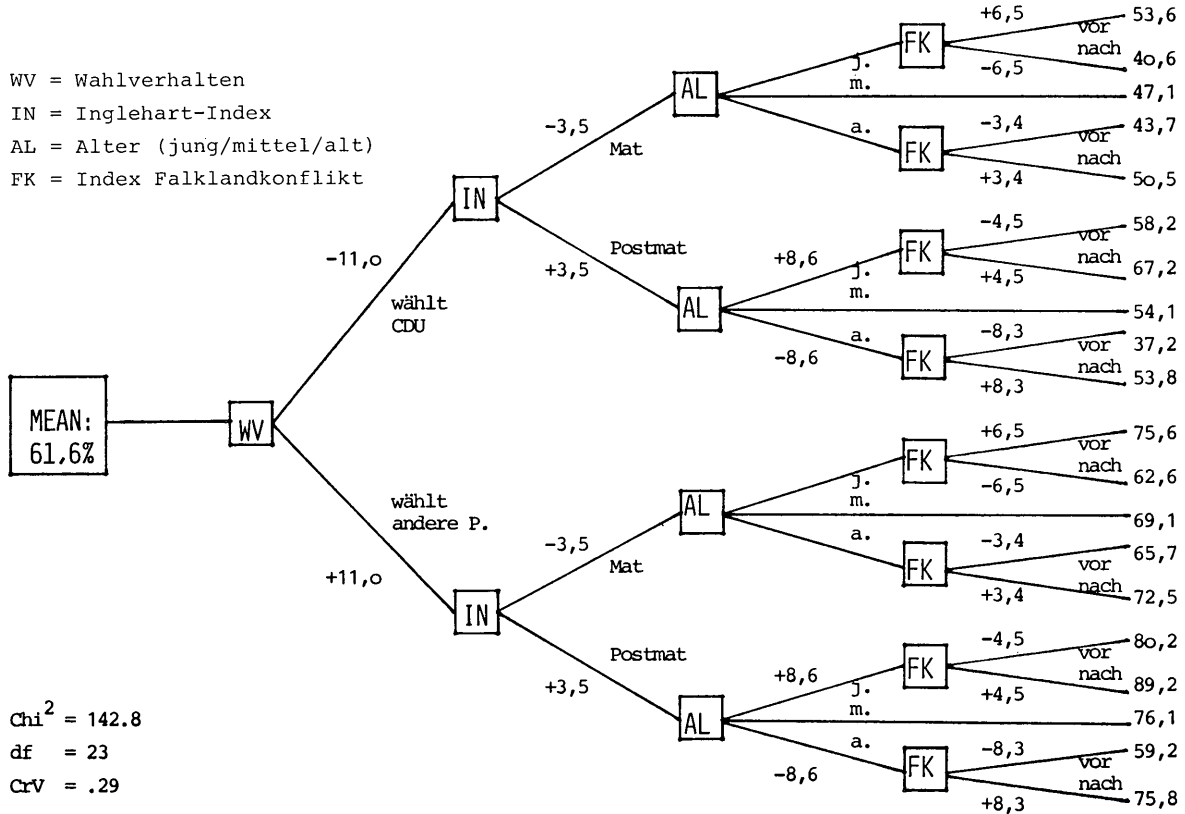 WV = Wahlverhalten
IN = Inglehart-Index
AL = Alter (jung/mittel/alt)
FK = Index Falklandkonflikt
MEAN:
61,6%
WV
-11,o
wählt
CDU
+11,o
wählt
andere P.
IN
-3,5
Mat
+3,5
Postmat
AL
j.
m.
a.
FK
+6,5
vor
53,6
-6,5
nach
4o,6
47,1
FK
-3,4
vor
43,7
+3,4
nach
5o,5
AL
+8,6
j.
m.
a.
-8,6
FK
-4,5
vor
58,2
+4,5
nach
67,2
54,1
FK
-8,3
vor
37,2
+8,3
nach
53,8
IN
-3,5
Mat
+3,5
Postmat
AL
j.
m.
a.
FK
+6,5
vor
75,6
-6,5
nach
62,6
69,1
FK
-3,4
vor
65,7
+3,4
nach
72,5
AL
+8,6
j.
m.
a.
-8,6
FK
-4,5
vor
8o,2
+4,5
nach
89,2
76,1
FK
-8,3
vor
59,2
+8,3
nach
75,8
Chi² = 142.8
df = 23
CrV = .29